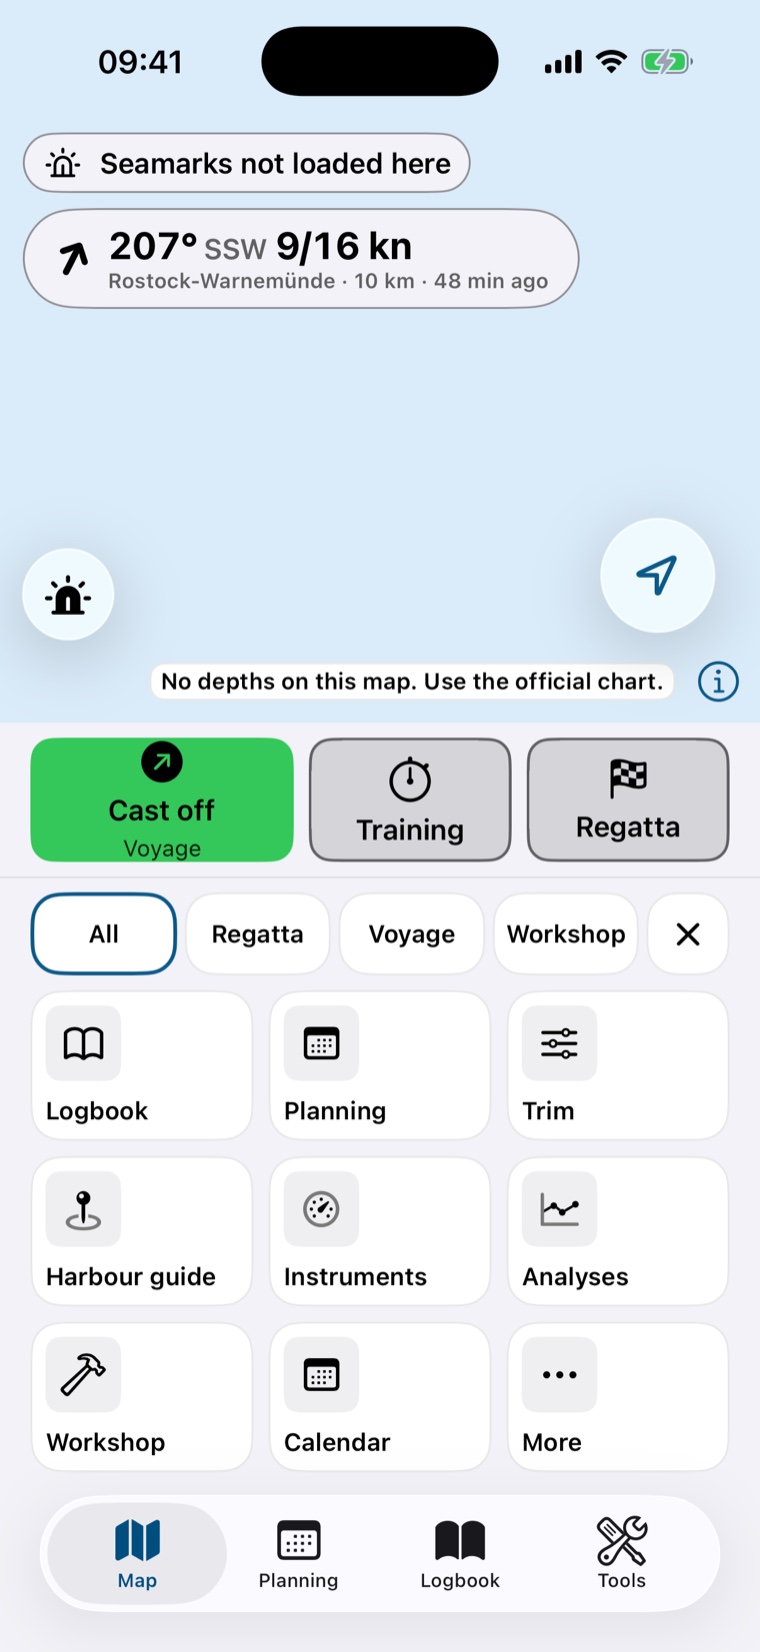 09:41
Seamarks not loaded here
207° SSW 9/16 kn
Rostock-Warnemünde · 10 km · 48 min ago
No depths on this map. Use the official chart.
Cast off
Voyage
Training
Regatta
All
Regatta
Voyage
Workshop
Logbook
Planning
Trim
Harbour guide
Instruments
Analyses
Workshop
Calendar
More
Map
Planning
Logbook
Tools